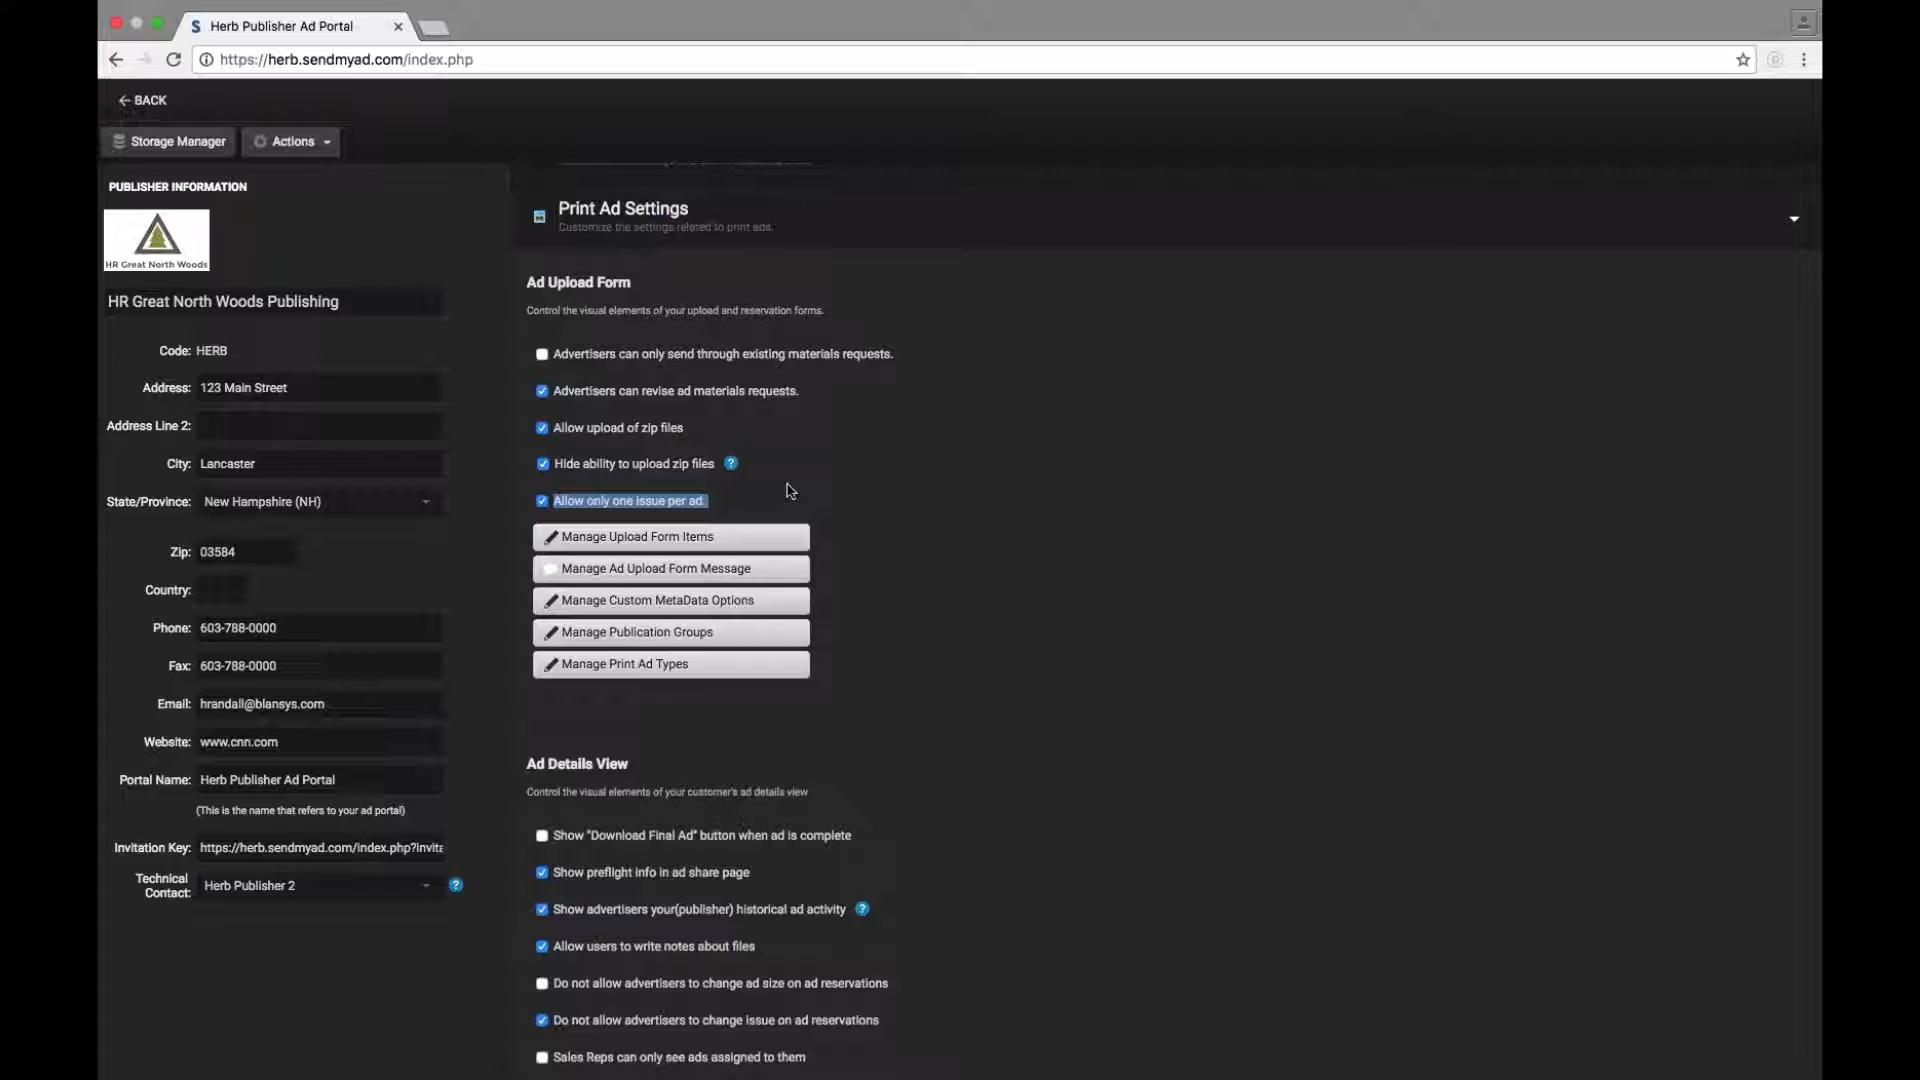 Herb Publisher Ad Portal
https://herb.sendmyad.com/index.php
BACK
Storage Manager
Actions
PUBLISHER INFORMATION
HR Great North Woods
HR Great North Woods Publishing
Code: HERB
Address: 123 Main Street
Address Line 2:
City: Lancaster
State/Province: New Hampshire (NH)
Zip: 03584
Country:
Phone: 603-788-0000
Fax: 603-788-0000
Email: hrandall@blansys.com
Website: www.cnn.com
Portal Name: Herb Publisher Ad Portal
(This is the name that refers to your ad portal)
Invitation Key: https://herb.sendmyad.com/index.php?invite
Technical
Contact: Herb Publisher 2
Print Ad Settings
Customize the settings related to print ads.
Ad Upload Form
Control the visual elements of your upload and reservation forms.
Advertisers can only send through existing materials requests.
Advertisers can revise ad materials requests.
Allow upload of zip files
Hide ability to upload zip files
Allow only one issue per ad.
Manage Upload Form Items
Manage Ad Upload Form Message
Manage Custom MetaData Options
Manage Publication Groups
Manage Print Ad Types
Ad Details View
Control the visual elements of your customer's ad details view
Show "Download Final Ad" button when ad is complete
Show preflight info in ad share page
Show advertisers your(publisher) historical ad activity
Allow users to write notes about files
Do not allow advertisers to change ad size on ad reservations
Do not allow advertisers to change issue on ad reservations
Sales Reps can only see ads assigned to them